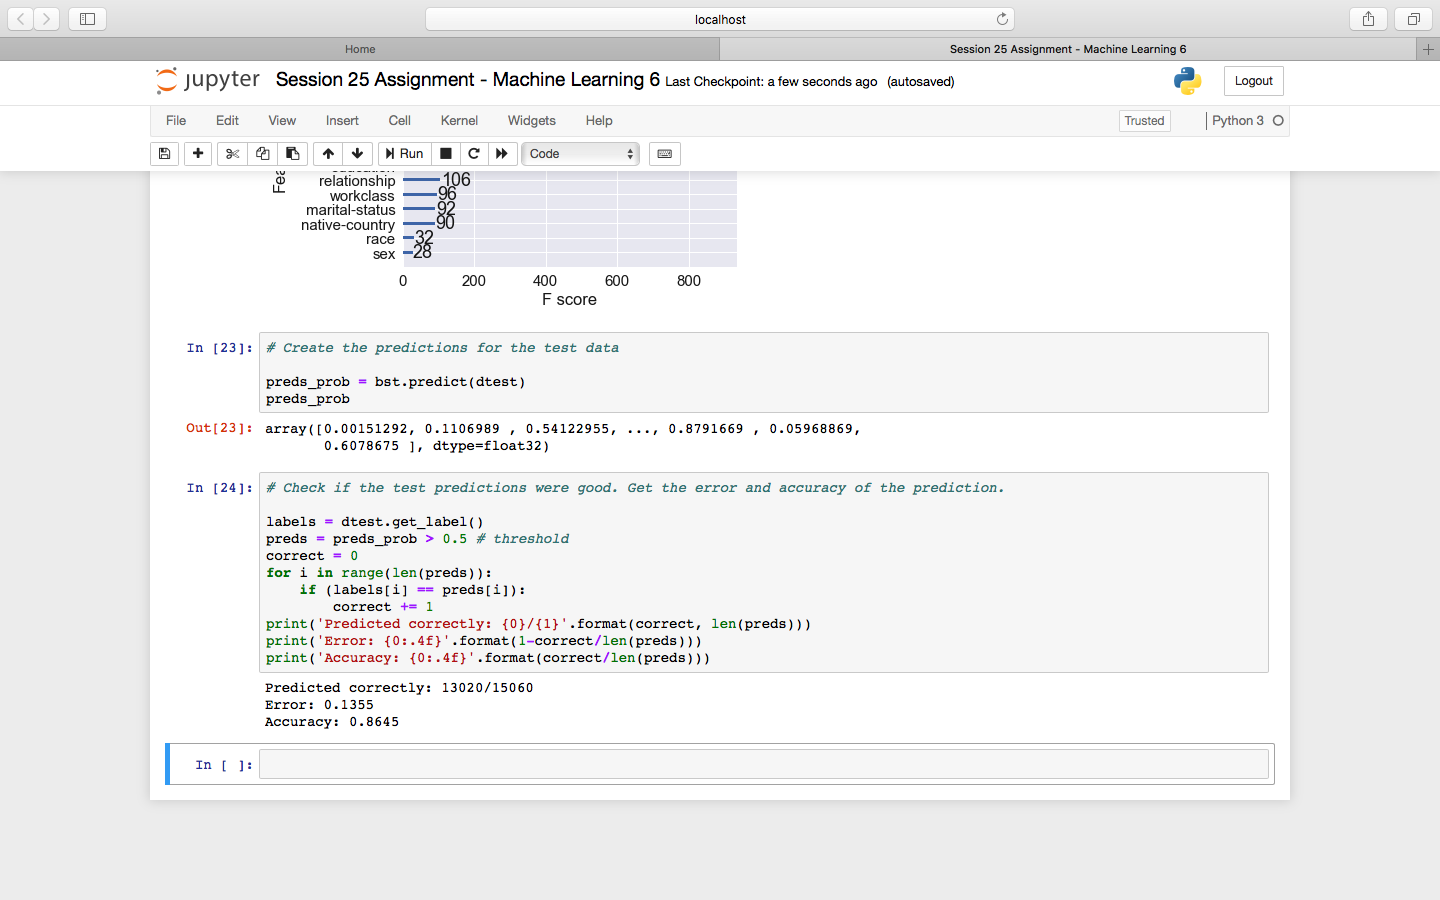 localhost
Home
Session 25 Assignment - Machine Learning 6
+
jupyter Session 25 Assignment - Machine Learning 6 Last Checkpoint: a few seconds ago (autosaved)
Logout
File Edit View Insert Cell Kernel Widgets Help
Trusted
Python 3
Run
Code
relationship 106
workclass 96
marital-status 92
native-country 90
race 32
sex 28
0 200 400 600 800
F score
In [23]: # Create the predictions for the test data
preds_prob = bst.predict(dtest)
preds_prob
Out[23]: array([0.00151292, 0.1106989 , 0.54122955, ..., 0.8791669 , 0.05968869,
0.6078675 ], dtype=float32)
In [24]: # Check if the test predictions were good. Get the error and accuracy of the prediction.
labels = dtest.get_label()
preds = preds_prob > 0.5 # threshold
correct = 0
for i in range(len(preds)):
    if (labels[i] == preds[i]):
        correct += 1
print('Predicted correctly: {0}/{1}'.format(correct, len(preds)))
print('Error: {0:.4f}'.format(1-correct/len(preds)))
print('Accuracy: {0:.4f}'.format(correct/len(preds)))
Predicted correctly: 13020/15060
Error: 0.1355
Accuracy: 0.8645
In [ ]: